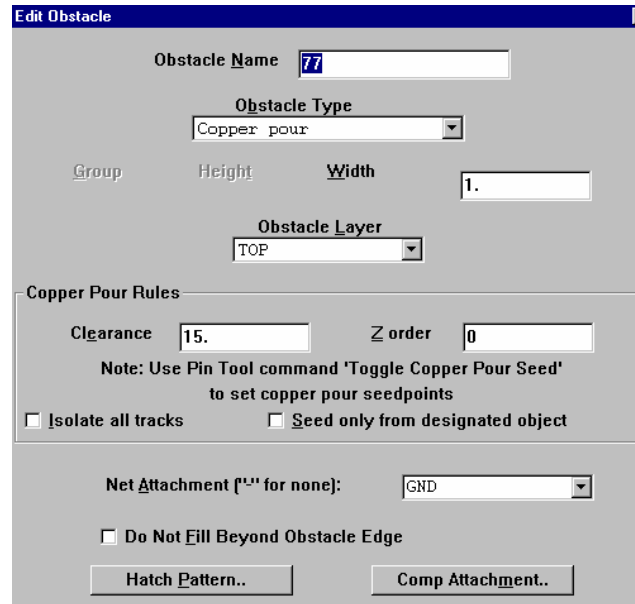 Edit Obstacle
Obstacle Name 77
Obstacle Type
Copper pour
Group Height Width 1.
Obstacle Layer
TOP
Copper Pour Rules
Clearance 15. Z order 0
Note: Use Pin Tool command 'Toggle Copper Pour Seed'
to set copper pour seedpoints
Isolate all tracks Seed only from designated object
Net Attachment ("-" for none): GND
Do Not Fill Beyond Obstacle Edge
Hatch Pattern.. Comp Attachment..